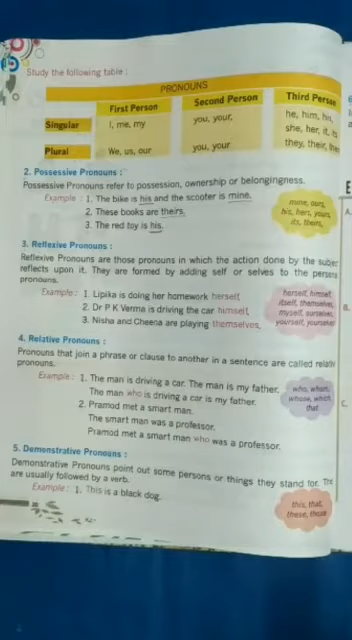 Study the following table :
PRONOUNS
First Person Second Person Third Person
Singular I, me, my you, your, he, him, his, she, her, it, its
Plural We, us, our you, your they, their,
2. Possessive Pronouns :
Possessive Pronouns refer to possession, ownership or belongingness.
Example : 1. The bike is his and the scooter is mine.
2. These books are theirs.
3. The red toy is his.
mine, ours,
his, hers, yours,
its, theirs,
3. Reflexive Pronouns :
Reflexive Pronouns are those pronouns in which the action done by the
reflects upon it. They are formed by adding self or selves to the
pronouns.
Example : 1. Lipika is doing her homework herself.
2. Dr P K Verma is driving the car himself.
3. Nisha and Cheena are playing themselves.
herself, himself,
itself, themselves,
myself, ourselves,
yourself, yourselves
4. Relative Pronouns :
Pronouns that join a phrase or clause to another in a sentence are called
pronouns.
Example : 1. The man is driving a car. The man is my father.
The man who is driving a car is my father.
2. Pramod met a smart man.
The smart man was a professor.
Pramod met a smart man who was a professor.
who, whom,
whose, which
that
5. Demonstrative Pronouns :
Demonstrative Pronouns point out some persons or things they stand for.
are usually followed by a verb.
Example : 1. This is a black dog.
this, that,
these, those
E
A.
B.
C.